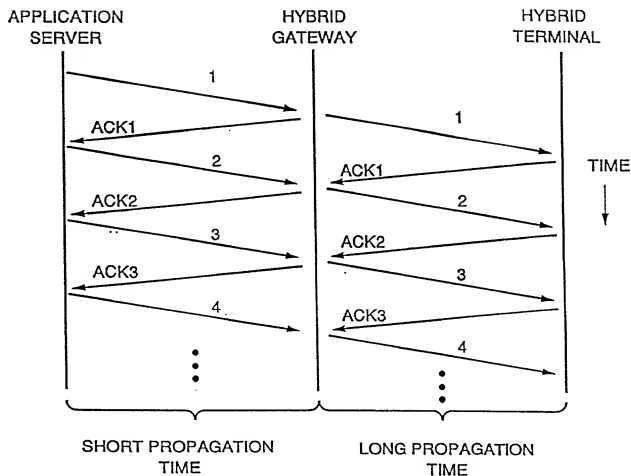 APPLICATION
SERVER
HYBRID
GATEWAY
HYBRID
TERMINAL
1
1
ACK1
ACK1
2
2
ACK2
ACK2
3
3
ACK3
ACK3
4
4
TIME
SHORT PROPAGATION
TIME
LONG PROPAGATION
TIME